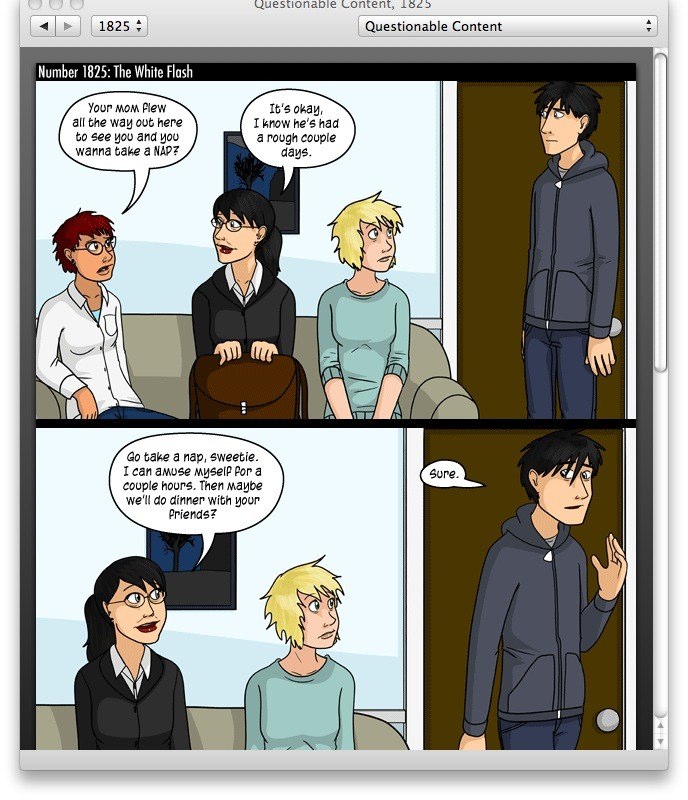 Questionable Content, 1825
1825
Questionable Content
Number 1825: The White Flash
Your mom flew
all the way out here
to see you and you
wanna take a NAP?
It's okay,
I know he's had
a rough couple
days.
Go take a nap, sweetie.
I can amuse myself for a
couple hours. Then maybe
we'll do dinner with your
friends?
Sure.